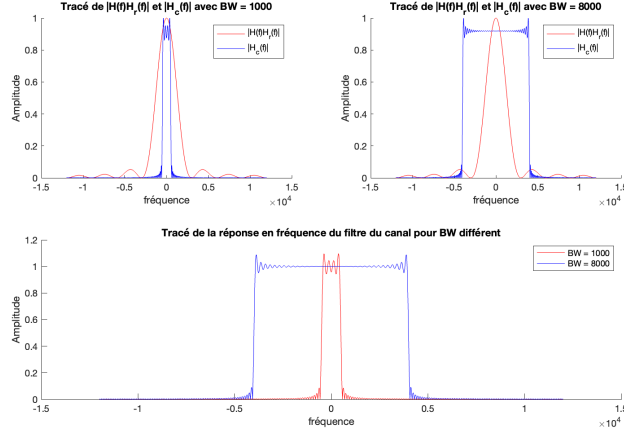 Tracé de |H(f)H_r(f)| et |H_c(f)| avec BW = 1000
1
0.8
0.6
0.4
0.2
0
Amplitude
-1.5 -1 -0.5 0 0.5 1 1.5
×10^4
fréquence
|H(f)H_r(f)|
|H_c(f)|
Tracé de |H(f)H_r(f)| et |H_c(f)| avec BW = 8000
1
0.8
0.6
0.4
0.2
0
Amplitude
-1.5 -1 -0.5 0 0.5 1 1.5
×10^4
fréquence
|H(f)H_r(f)|
|H_c(f)|
Tracé de la réponse en fréquence du filtre du canal pour BW différent
1.2
1
0.8
0.6
0.4
0.2
0
Amplitude
-1.5 -1 -0.5 0 0.5 1 1.5
×10^4
fréquence
BW = 1000
BW = 8000